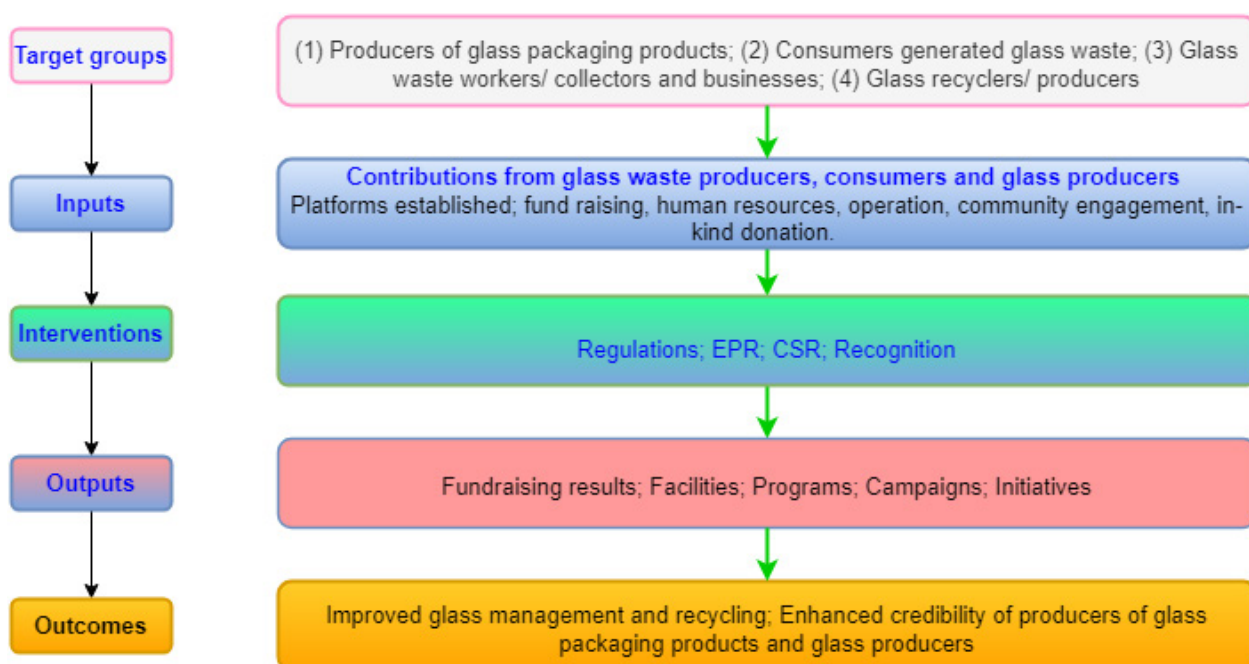 Target groups
(1) Producers of glass packaging products; (2) Consumers generated glass waste; (3) Glass
waste workers/ collectors and businesses; (4) Glass recyclers/ producers
Inputs
Contributions from glass waste producers, consumers and glass producers
Platforms established; fund raising, human resources, operation, community engagement, in-
kind donation.
Interventions
Regulations; EPR; CSR; Recognition
Outputs
Fundraising results; Facilities; Programs; Campaigns; Initiatives
Outcomes
Improved glass management and recycling; Enhanced credibility of producers of glass
packaging products and glass producers